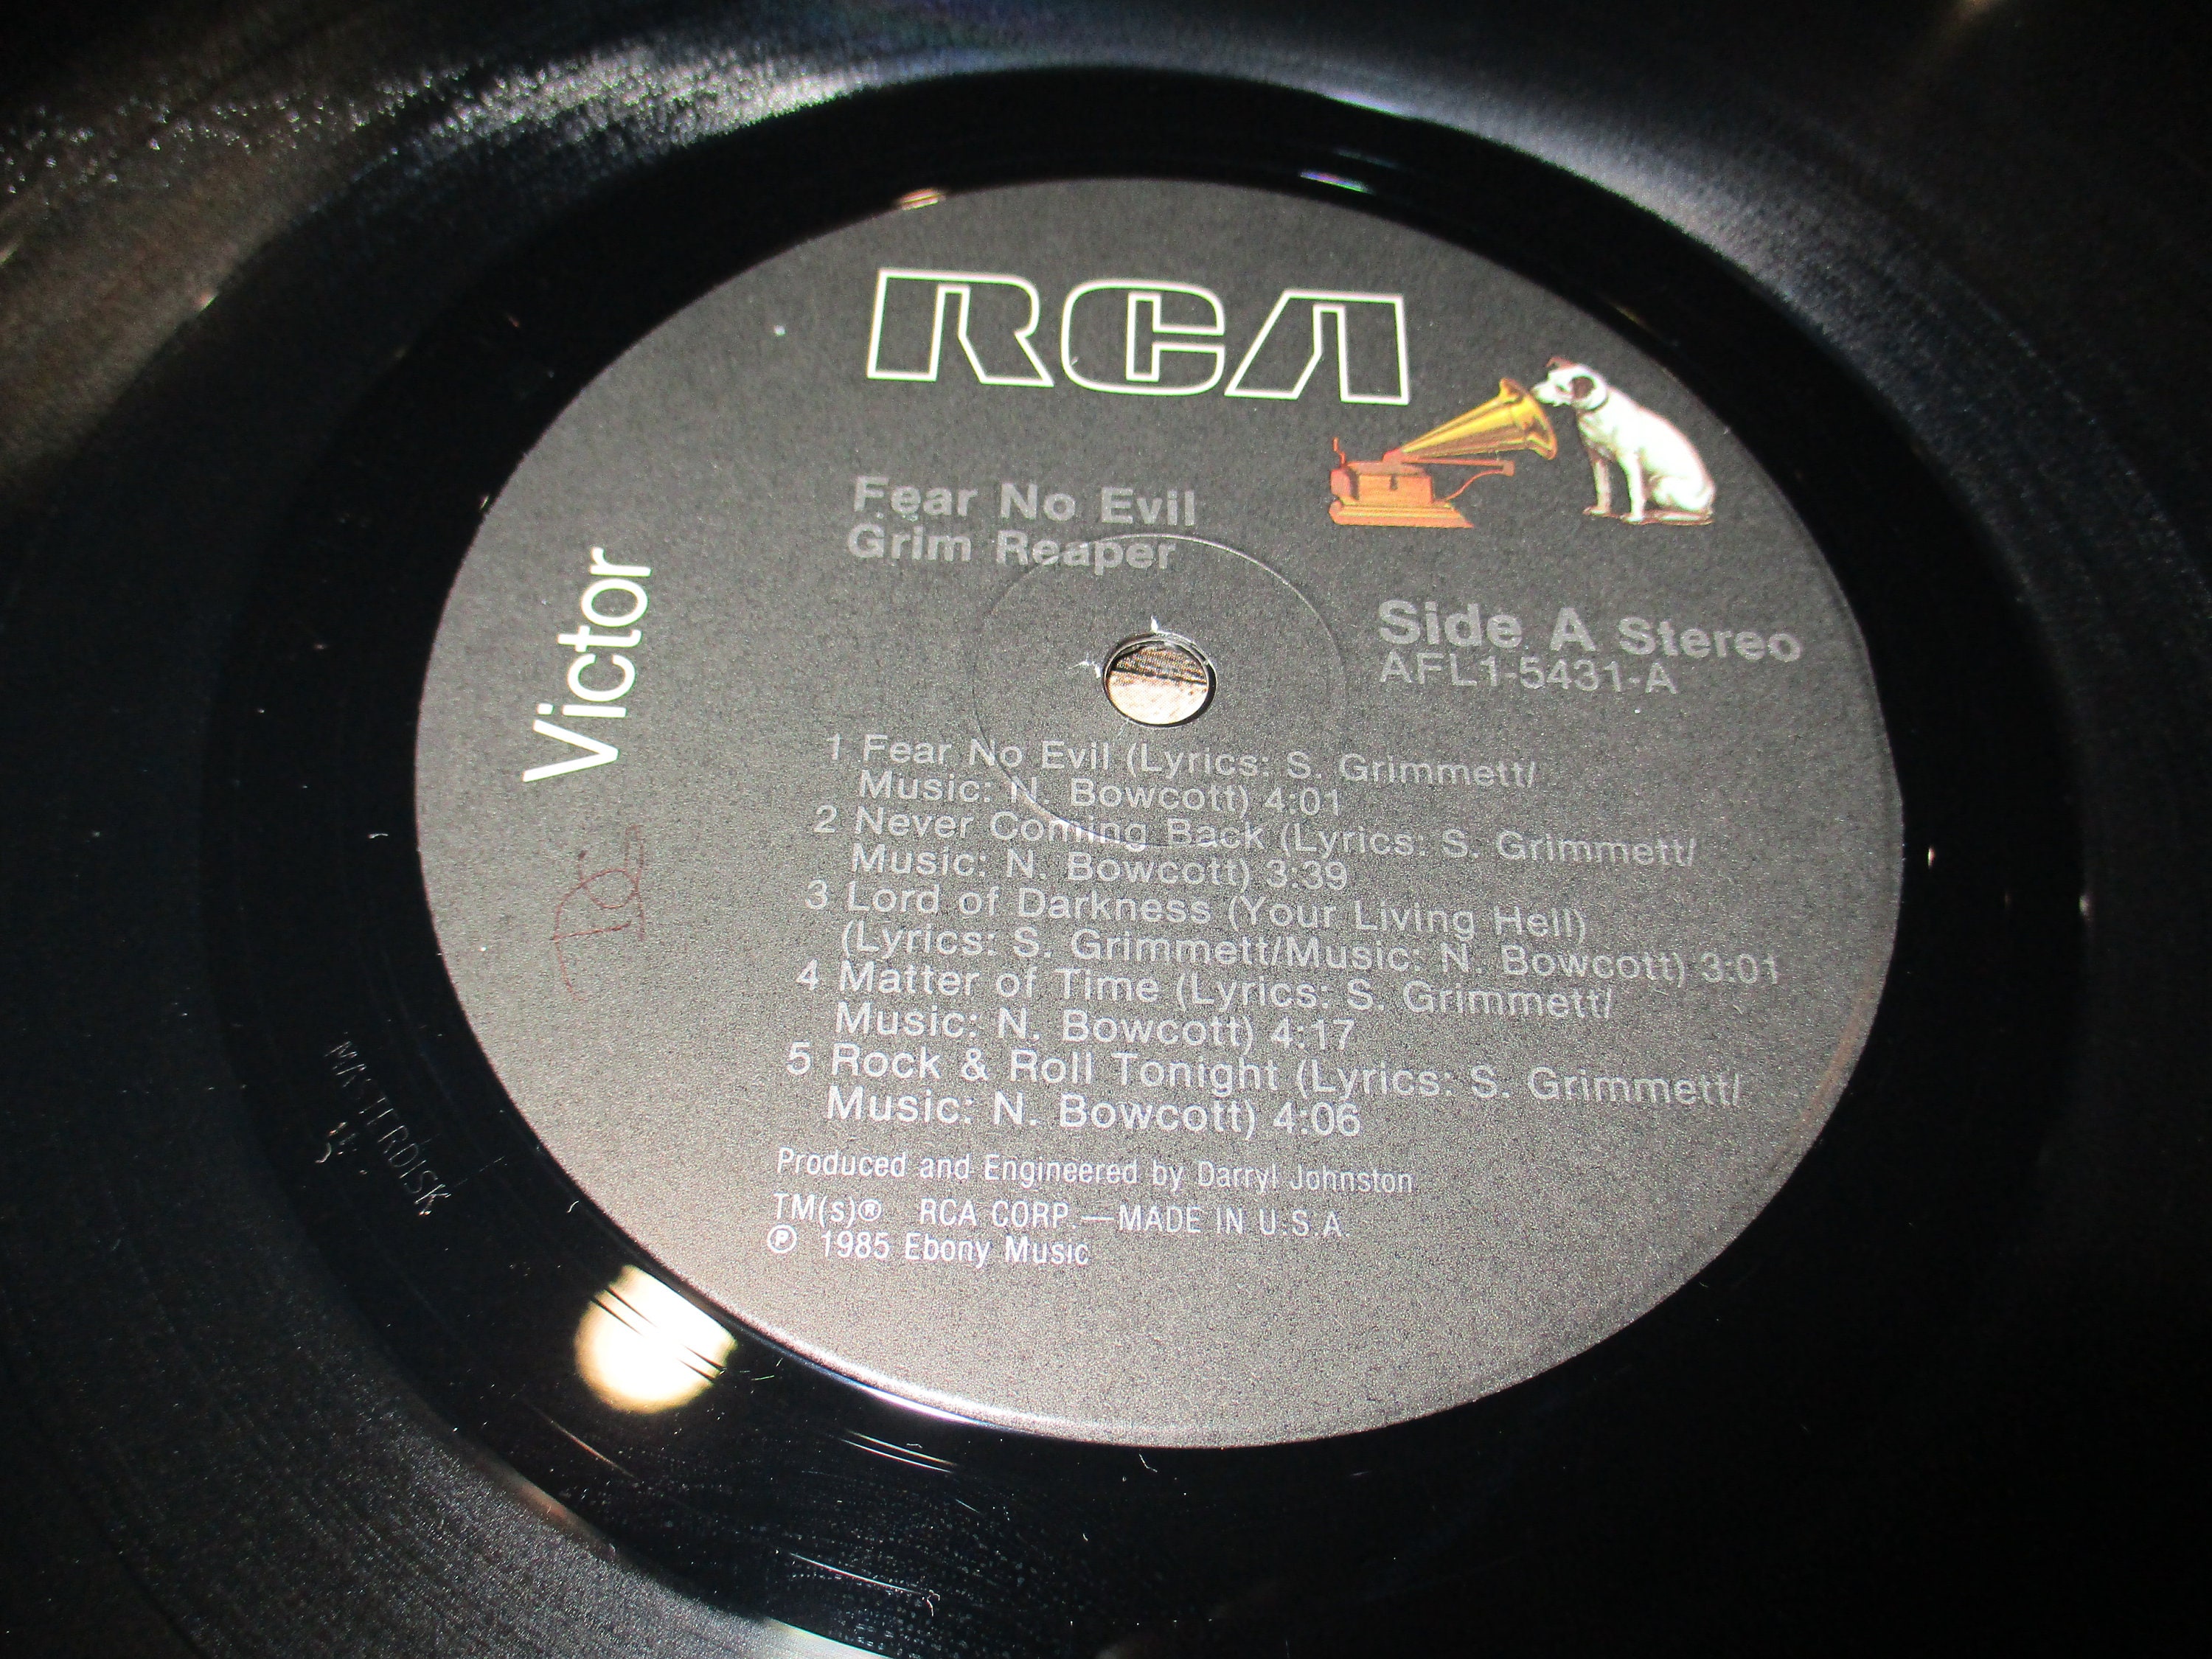 RCA
Victor
Fear No Evil
Grim Reaper
Side A Stereo
AFL1-5431-A
1 Fear No Evil (Lyrics: S. Grimmett/
Music: N. Bowcott) 4:01
2 Never Coming Back (Lyrics: S. Grimmett/
Music: N. Bowcott) 3:39
3 Lord of Darkness (Your Living Hell)
(Lyrics: S. Grimmett/Music: N. Bowcott) 3:01
4 Matter of Time (Lyrics: S. Grimmett/
Music: N. Bowcott) 4:17
5 Rock & Roll Tonight (Lyrics: S. Grimmett/
Music: N. Bowcott) 4:06
Produced and Engineered by Darryl Johnston
TM(s)® RCA CORP.—MADE IN U.S.A.
℗ 1985 Ebony Music
MASTERDISK